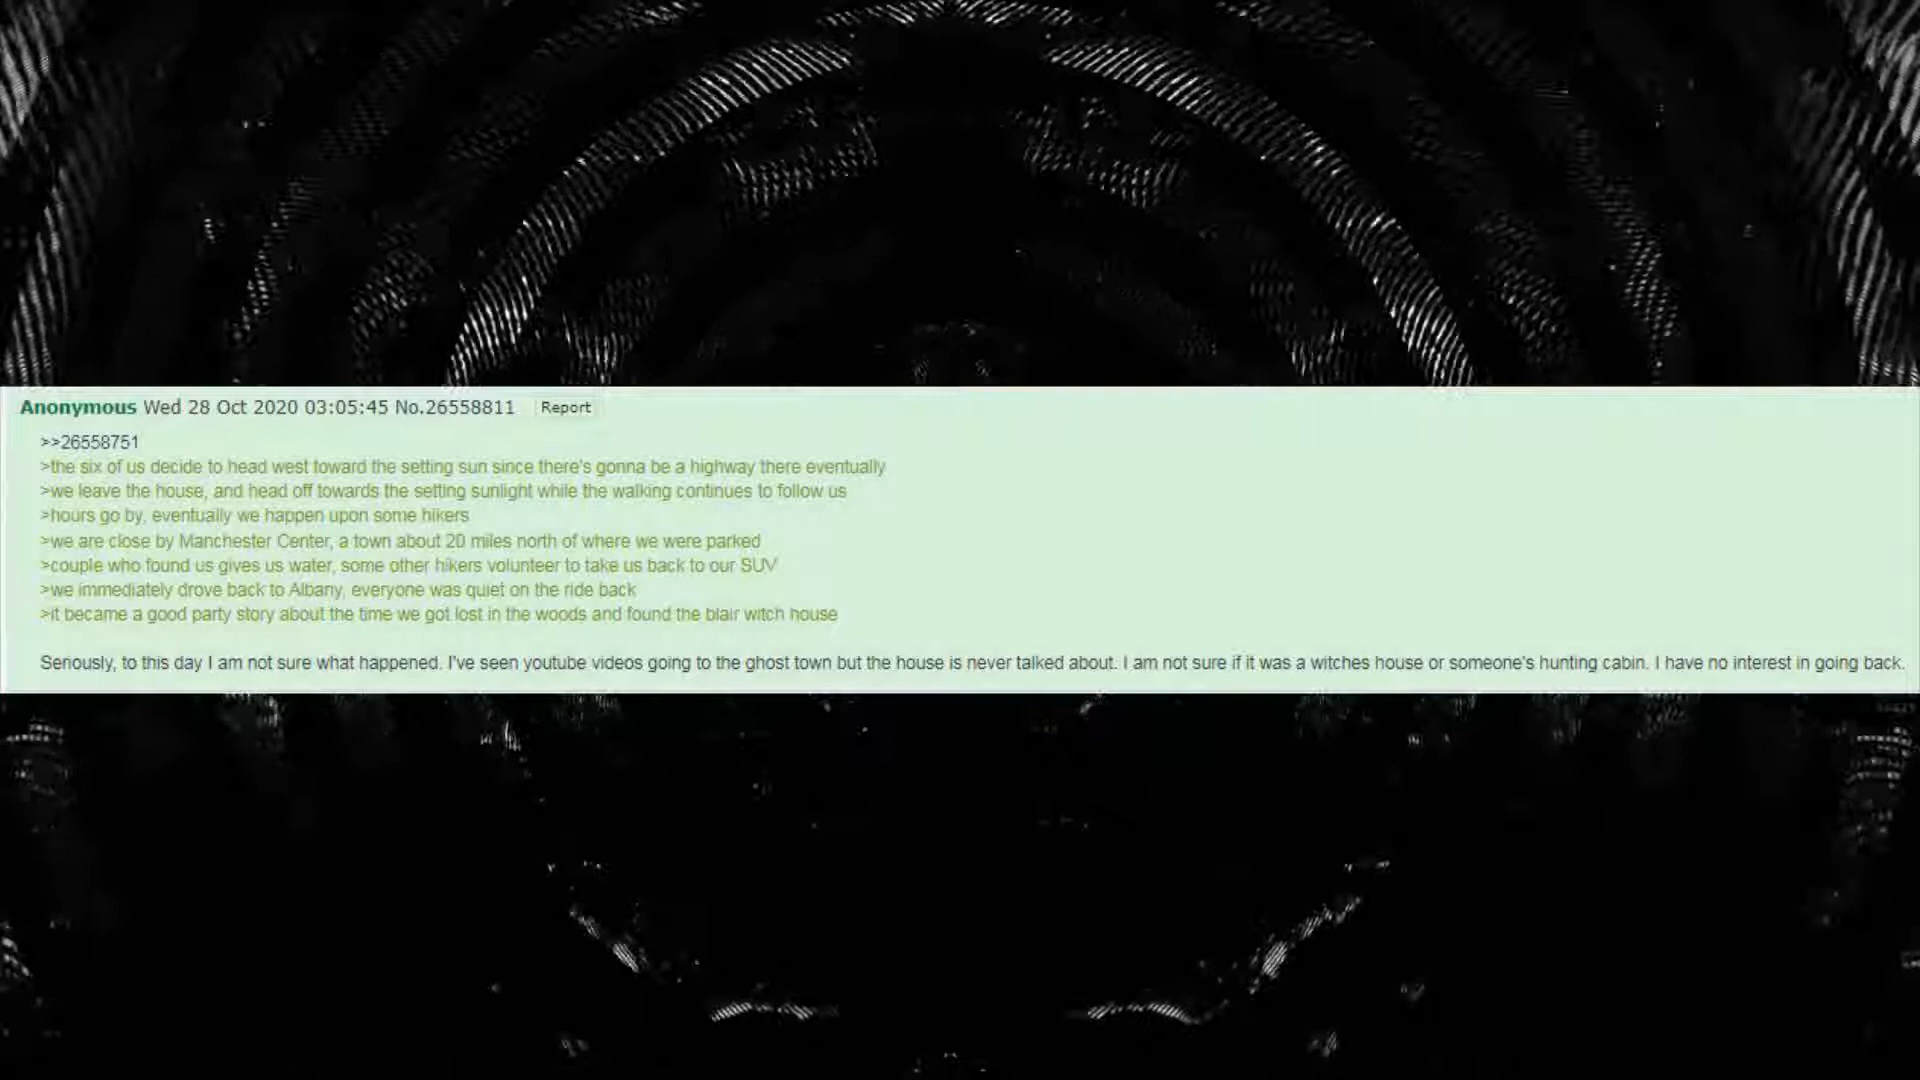 Anonymous Wed 28 Oct 2020 03:05:45 No.26558811 Report
>>26558751
>the six of us decide to head west toward the setting sun since there's gonna be a highway there eventually
>we leave the house, and head off towards the setting sunlight while the walking continues to follow us
>hours go by, eventually we happen upon some hikers
>we are close by Manchester Center, a town about 20 miles north of where we were parked
>couple who found us gives us water, some other hikers volunteer to take us back to our SUV
>we immediately drove back to Albany, everyone was quiet on the ride back
>it became a good party story about the time we got lost in the woods and found the blair witch house
Seriously, to this day I am not sure what happened. I've seen youtube videos going to the ghost town but the house is never talked about. I am not sure if it was a witches house or someone's hunting cabin. I have no interest in going back.